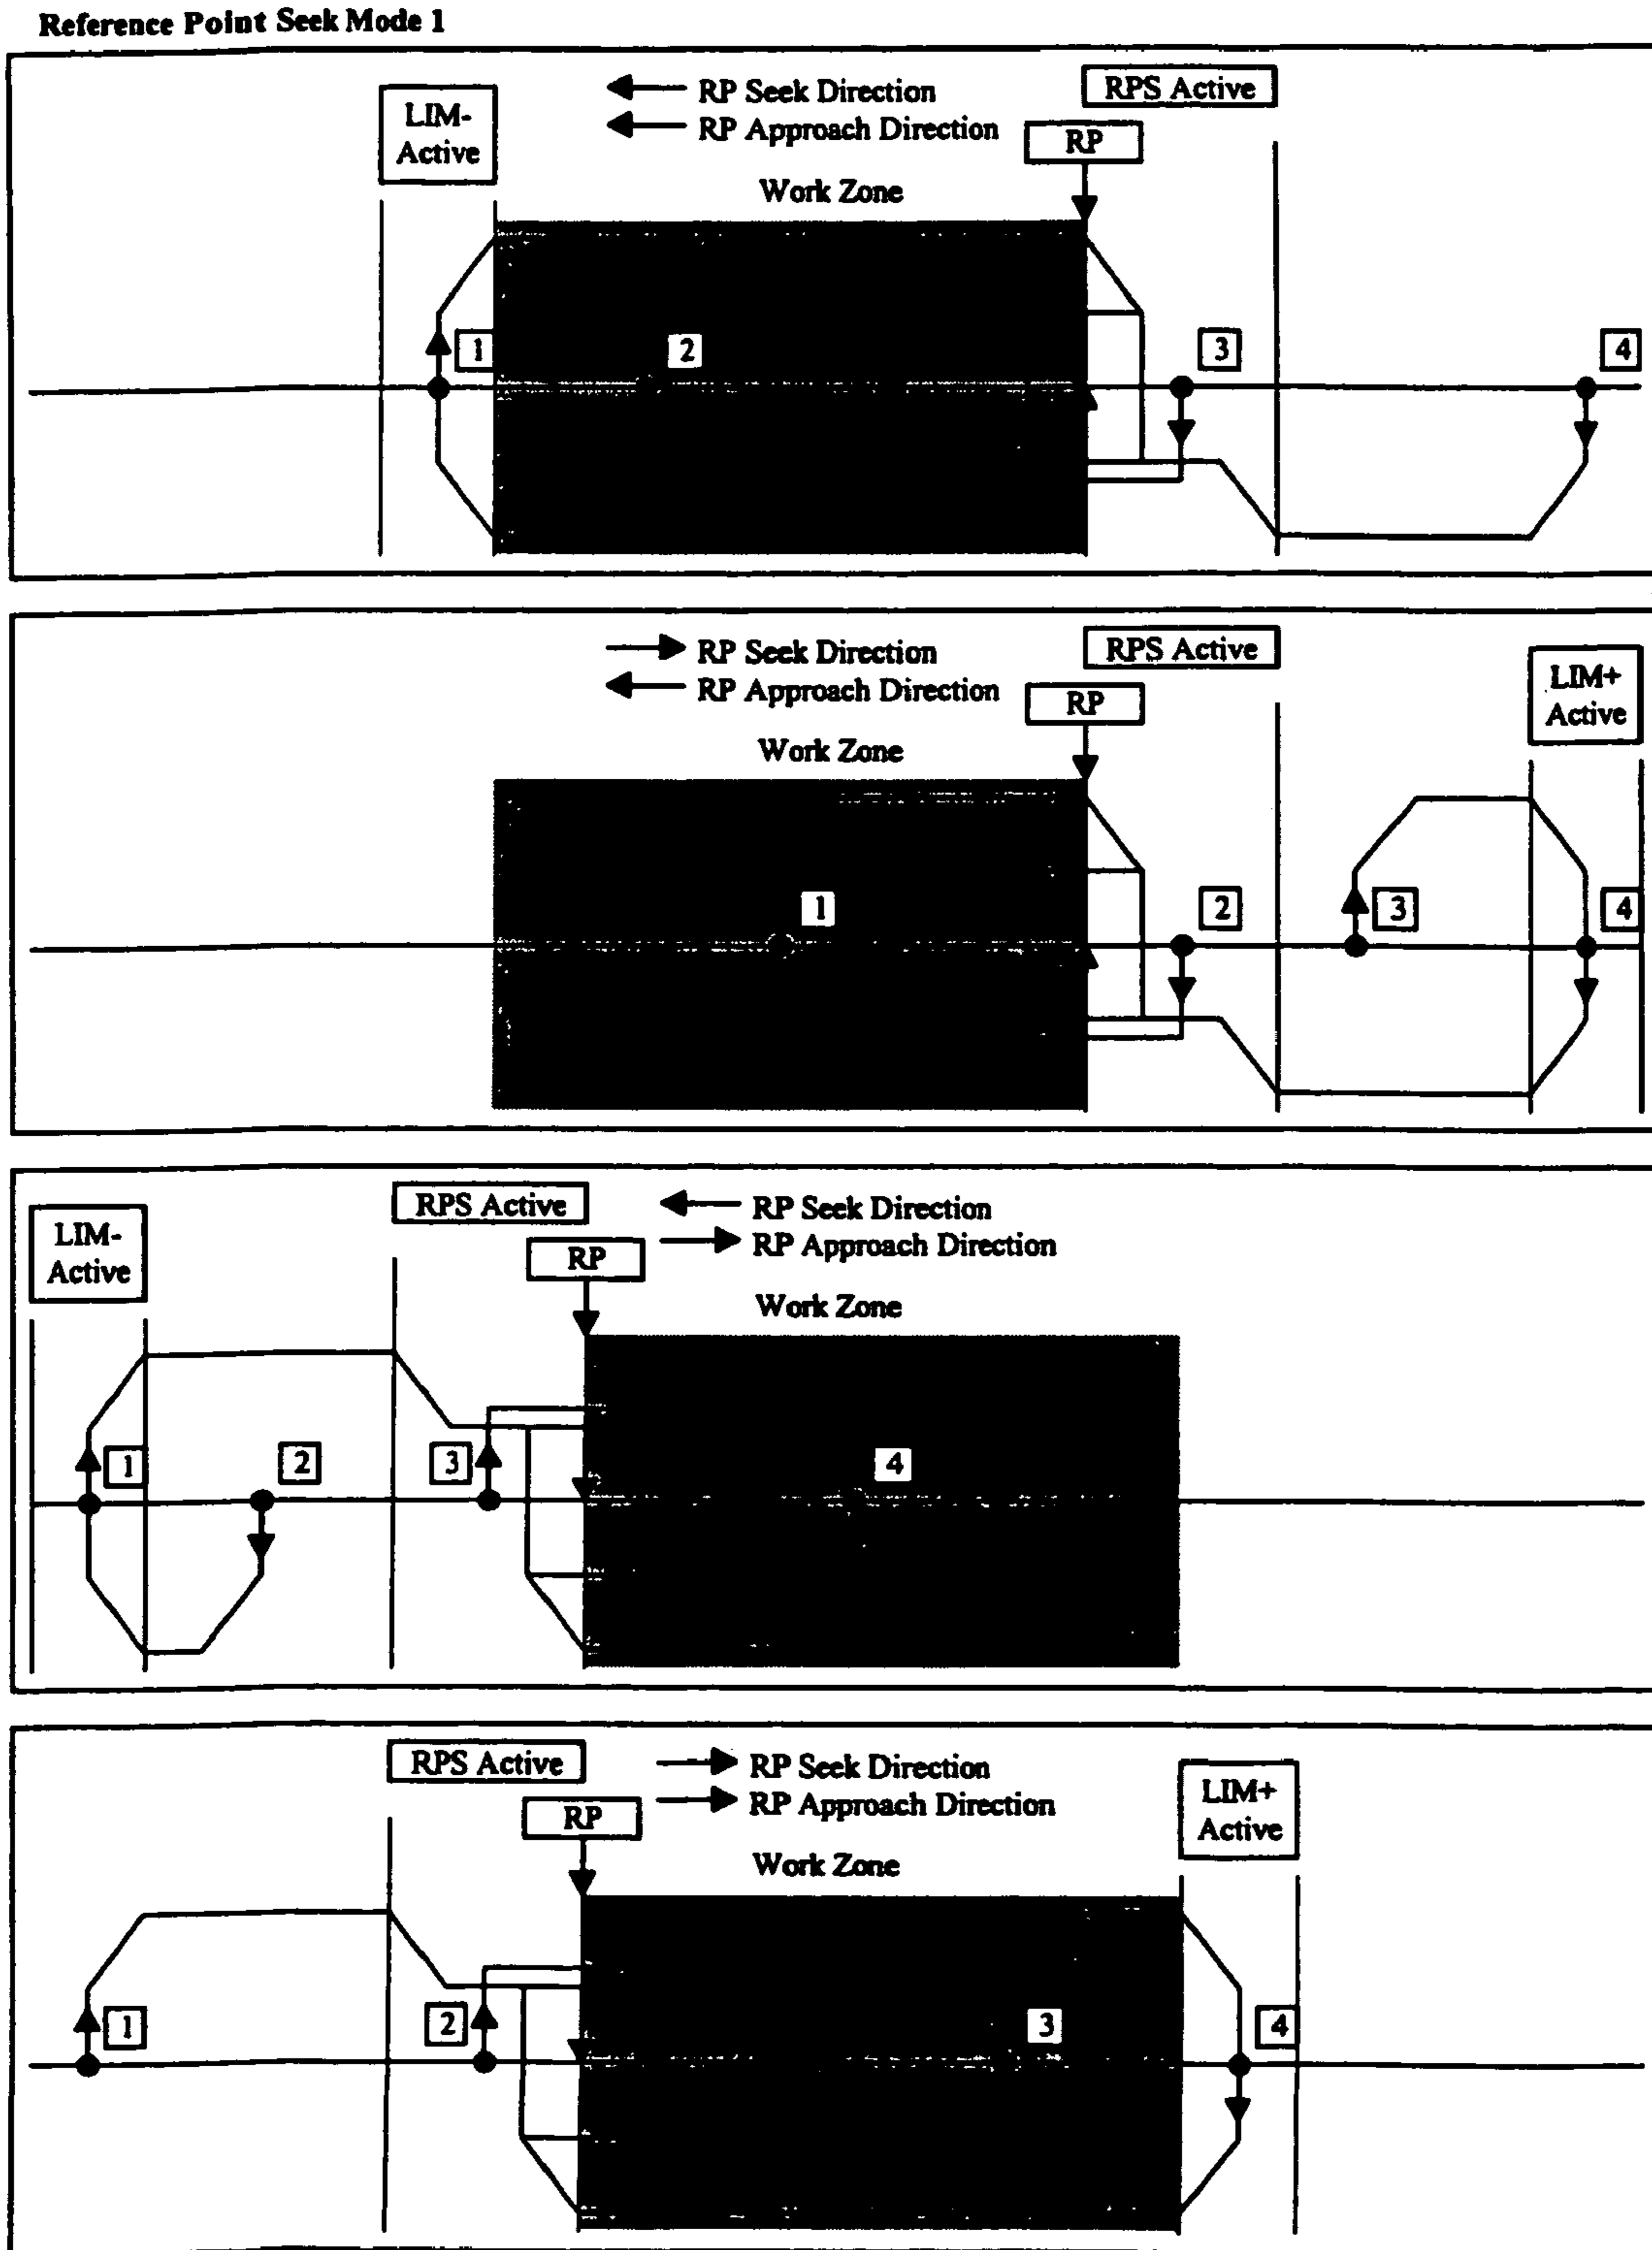 Reference Point Seek Mode 1
LIM-
Active
RP Seek Direction
RP Approach Direction
RPS Active
RP
Work Zone
1
2
3
4
RP Seek Direction
RP Approach Direction
RPS Active
RP
LIM+
Active
Work Zone
1
2
3
4
LIM-
Active
RPS Active
RP Seek Direction
RP Approach Direction
RP
Work Zone
1
2
3
4
RPS Active
RP Seek Direction
RP Approach Direction
RP
LIM+
Active
Work Zone
1
2
3
4